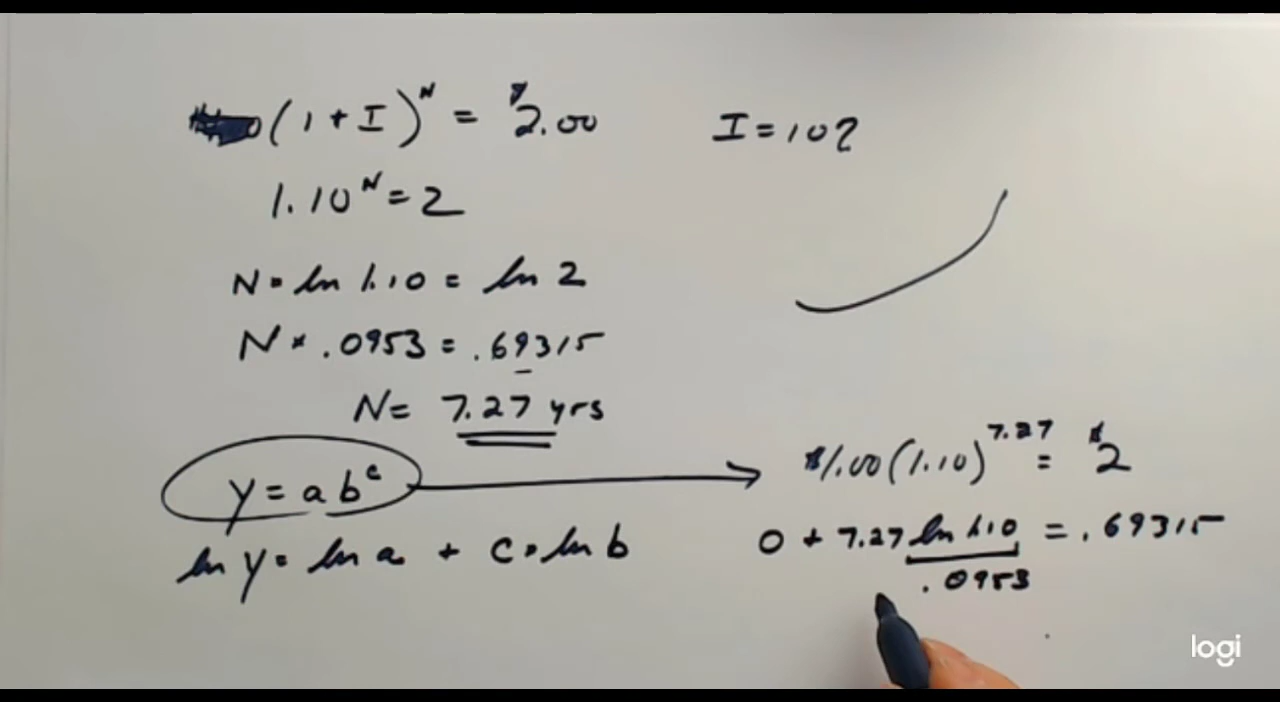 (1 + I)^N = $2.00
I = 10%
1.10^N = 2
N · ln 1.10 = ln 2
N × .0953 = .69315
N = 7.27 yrs
y = a b^c
$1.00 (1.10)^7.27 = $2
ln y = ln a + c · ln b
0 + 7.27 ln 1.10 = .69315
.0953
logi